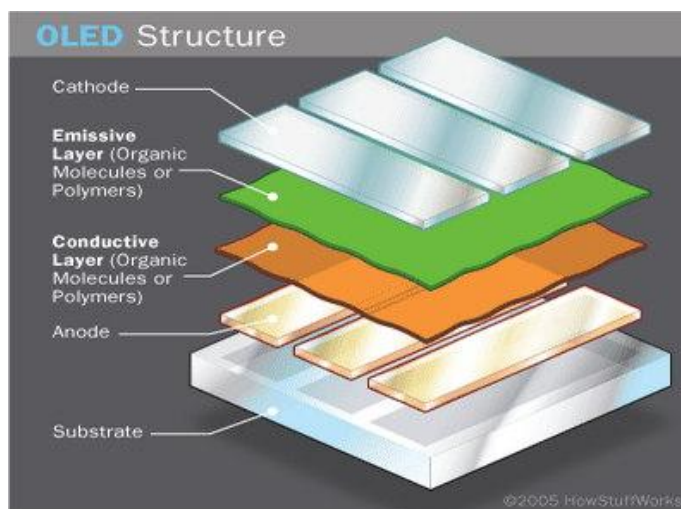 OLED Structure
Cathode
Emissive
Layer (Organic
Molecules or
Polymers)
Conductive
Layer (Organic
Molecules or
Polymers)
Anode
Substrate
©2005 HowStuffWorks